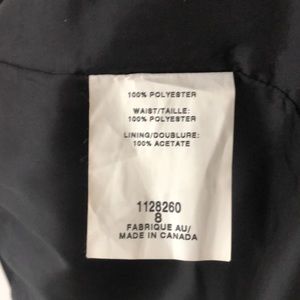 100% POLYESTER
WAIST/TAILLE:
100% POLYESTER
LINING/DOUBLURE:
100% ACETATE
1128260
8
FABRIQUE AU/
MADE IN CANADA